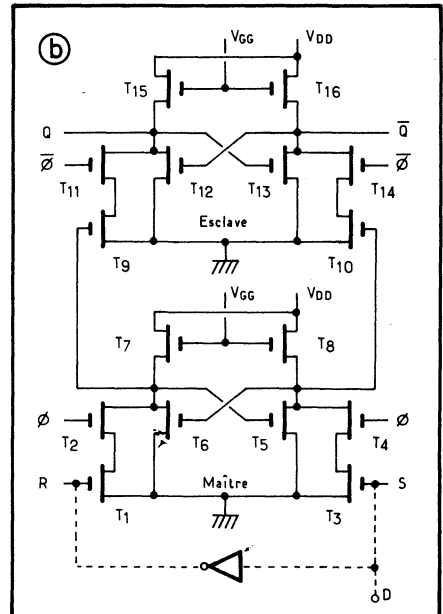 b
VGG VDD
T15 T16
Q Q̅
Ø̅ Ø̅
T11 T12 T13 T14
Esclave
T9 T10
VGG VDD
T7 T8
Ø Ø
T2 T6 T5 T4
R Maître S
T1 T3
D